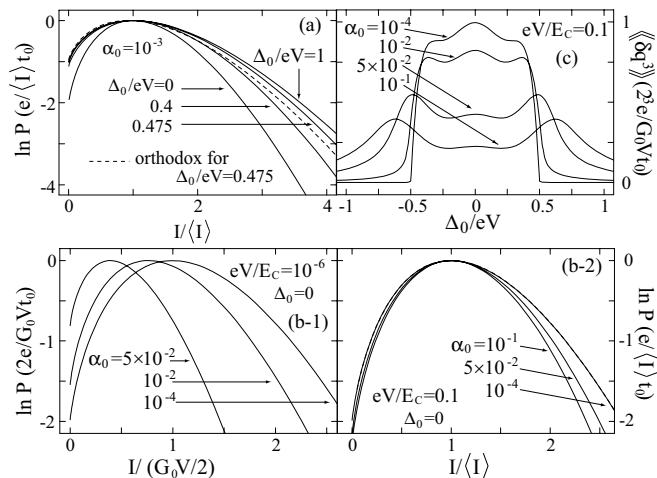 (a)
α₀=10⁻³
Δ₀/eV=1
Δ₀/eV=0
0.4
0.475
orthodox for
Δ₀/eV=0.475
ln P (e/⟨I⟩t₀)
0
-2
-4
0
2
4
I/⟨I⟩
α₀=10⁻⁴
10⁻²
5×10⁻²
10⁻¹
eV/E_C=0.1
(c)
1
0
⟪δq³⟫ (2³e/G₀Vt₀)
-1
-0.5
0
0.5
1
Δ₀/eV
eV/E_C=10⁻⁶
Δ₀=0
(b-1)
α₀=5×10⁻²
10⁻²
10⁻⁴
ln P (2e/G₀Vt₀)
0
-1
-2
0
1
2
I/ (G₀V/2)
(b-2)
α₀=10⁻¹
5×10⁻²
10⁻⁴
eV/E_C=0.1
Δ₀=0
0
-1
-2
ln P (e/⟨I⟩t₀)
0
1
2
I/⟨I⟩